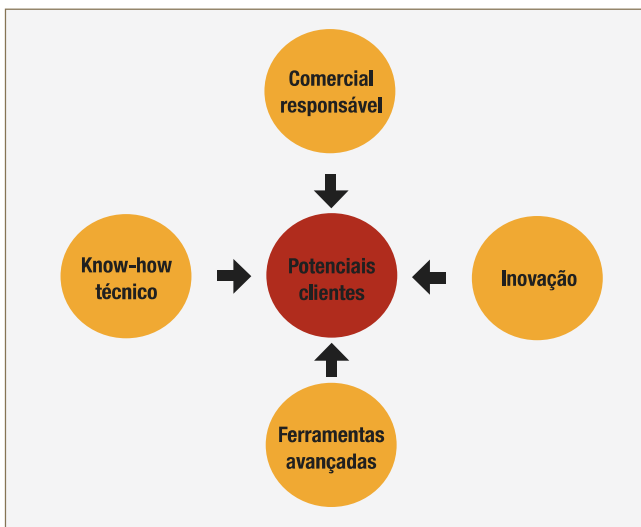 Comercial
responsável
Know-how
técnico
Potenciais
clientes
Inovação
Ferramentas
avançadas